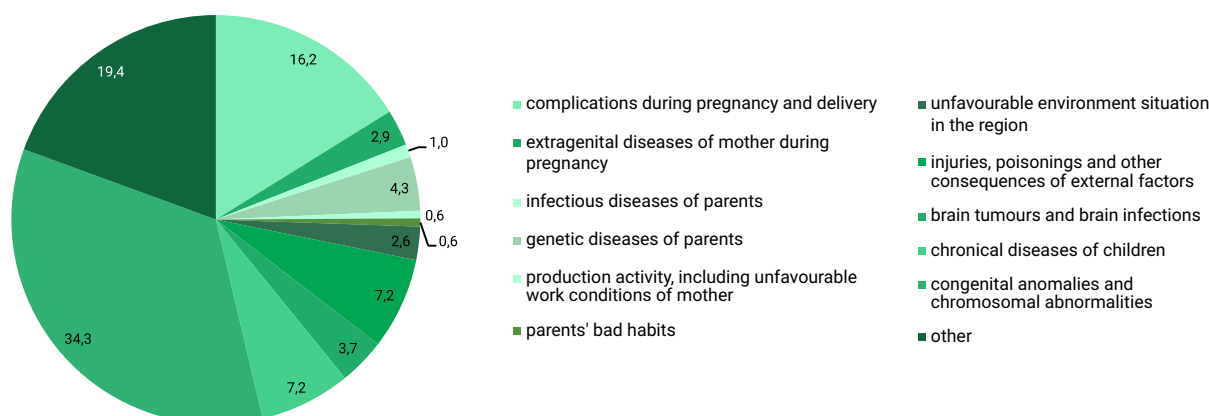 16,2
2,9
1,0
4,3
0,6
0,6
2,6
7,2
3,7
7,2
34,3
19,4
complications during pregnancy and delivery
extragenital diseases of mother during
pregnancy
infectious diseases of parents
genetic diseases of parents
production activity, including unfavourable
work conditions of mother
parents' bad habits
unfavourable environment situation
in the region
injuries, poisonings and other
consequences of external factors
brain tumours and brain infections
chronical diseases of children
congenital anomalies and
chromosomal abnormalities
other